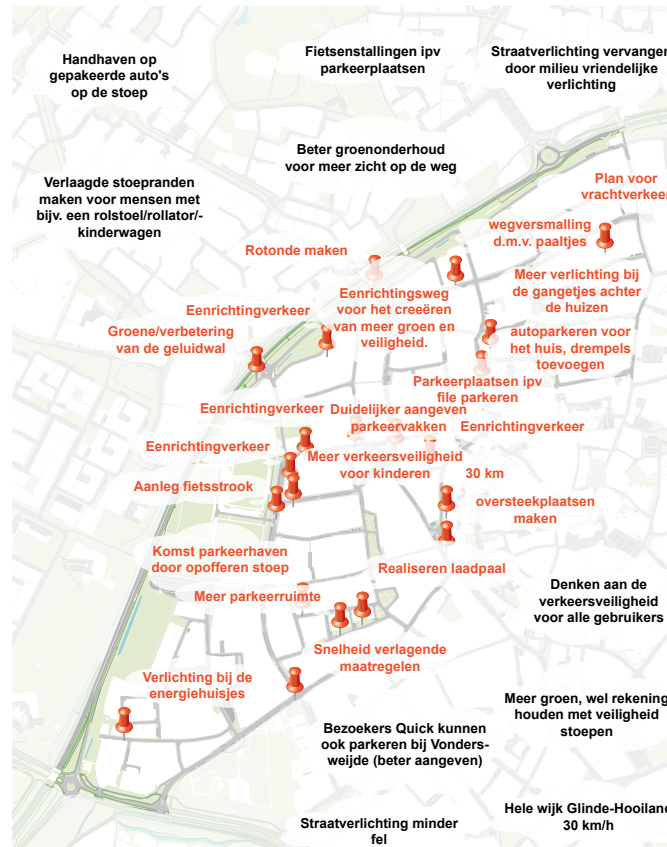 Handhaven op
gepakeerde auto's
op de stoep
Fietsenstallingen ipv
parkeerplaatsen
Straatverlichting vervangen
door milieu vriendelijke
verlichting
Beter groenonderhoud
voor meer zicht op de weg
Verlaagde stoepranden
maken voor mensen met
bijv. een rolstoel/rollator/-
kinderwagen
Plan voor
vrachtverkeer
wegversmalling
d.m.v. paaltjes
Rotonde maken
Meer verlichting bij
de gangetjes achter
de huizen
Eenrichtingsweg
voor het creeëren
van meer groen en
veiligheid.
Eenrichtingverkeer
Groene/verbetering
van de geluidwal
autoparkeren voor
het huis, drempels
toevoegen
Parkeerplaatsen ipv
file parkeren
Eenrichtingverkeer
Duidelijker aangeven
parkeervakken
Eenrichtingverkeer
Eenrichtingverkeer
Meer verkeersveiligheid
voor kinderen
30 km
Aanleg fietsstrook
oversteekplaatsen
maken
Komst parkeerhaven
door opofferen stoep
Realiseren laadpaal
Meer parkeerruimte
Denken aan de
verkeersveiligheid
voor alle gebruikers
Snelheid verlagende
maatregelen
Verlichting bij de
energiehuisjes
Meer groen, wel rekening
houden met veiligheid
stoepen
Bezoekers Quick kunnen
ook parkeren bij Vonders-
weijde (beter aangeven)
Straatverlichting minder
fel
Hele wijk Glinde-Hooiland
30 km/h